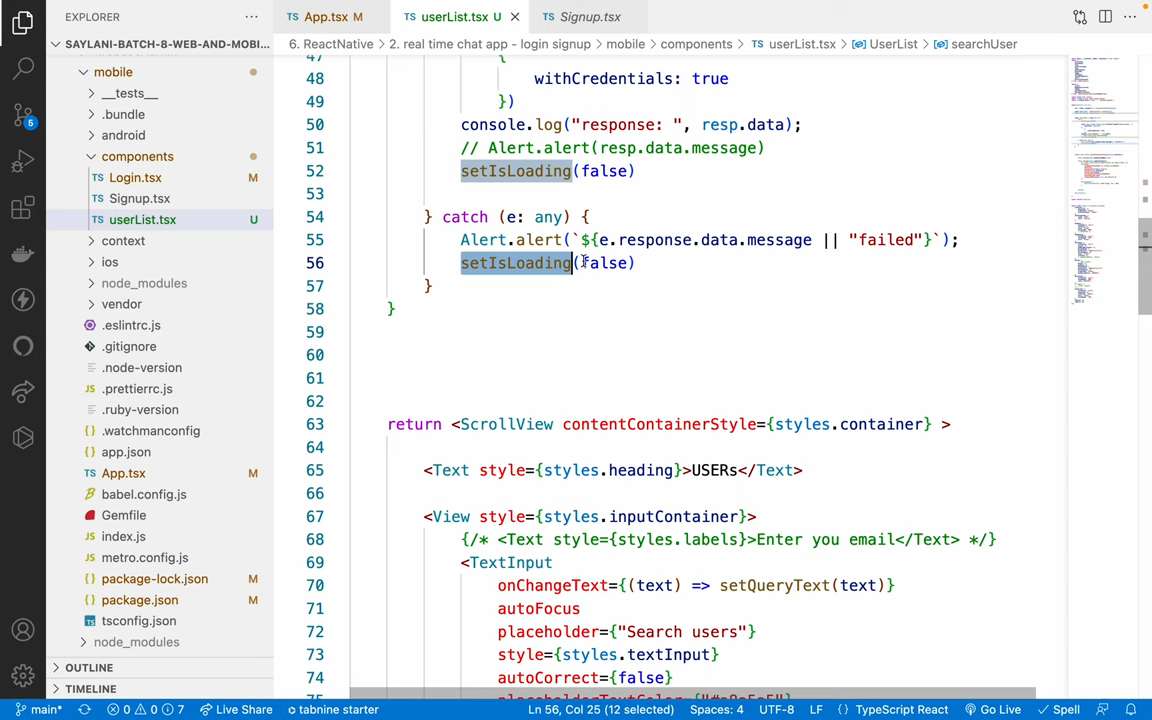 EXPLORER
App.tsx M
userList.tsx U
Signup.tsx
SAYLANI-BATCH-8-WEB-AND-MOBI...
6. ReactNative > 2. real time chat app - login signup > mobile > components > userList.tsx > UserList > searchUser
mobile
__tests__
.bundle
android
components
Login.tsx M
Signup.tsx
userList.tsx U
context
ios
node_modules
vendor
.eslintrc.js
.gitignore
.node-version
.prettierrc.js
.ruby-version
.watchmanconfig
app.json
App.tsx M
babel.config.js
Gemfile
index.js
metro.config.js
package-lock.json M
package.json M
tsconfig.json
node_modules
OUTLINE
TIMELINE
5
47 {
48 withCredentials: true
49 })
50 console.log("response: ", resp.data);
51 // Alert.alert(resp.data.message)
52 setIsLoading(false)
53
54 } catch (e: any) {
55 Alert.alert(`${e.response.data.message || "failed"}`);
56 setIsLoading(false)
57 }
58 }
59
60
61
62
63 return <ScrollView contentContainerStyle={styles.container} >
64
65 <Text style={styles.heading}>USERs</Text>
66
67 <View style={styles.inputContainer}>
68 {/* <Text style={styles.labels}>Enter you email</Text> */}
69 <TextInput
70 onChangeText={(text) => setQueryText(text)}
71 autoFocus
72 placeholder={"Search users"}
73 style={styles.textInput}
74 autoCorrect={false}
main* 0 0 7 Live Share tabnine starter Ln 56, Col 25 (12 selected) Spaces: 4 UTF-8 LF {} TypeScript React Go Live Spell